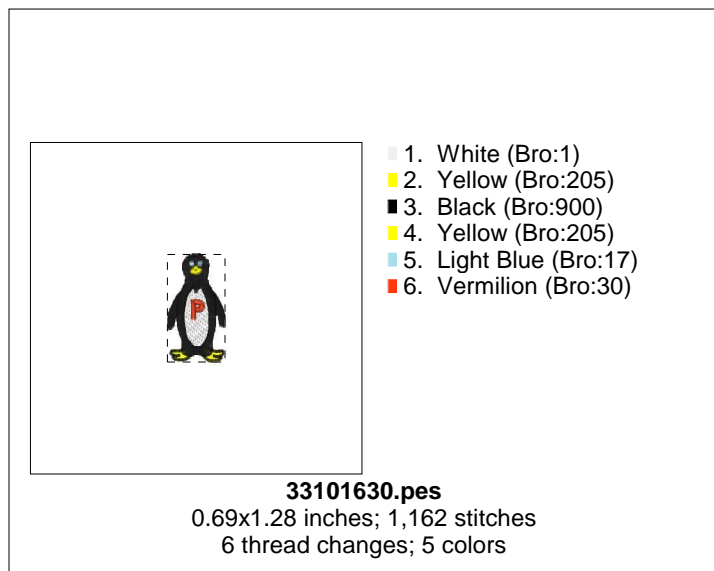 1. White (Bro:1)
2. Yellow (Bro:205)
3. Black (Bro:900)
4. Yellow (Bro:205)
5. Light Blue (Bro:17)
6. Vermilion (Bro:30)
P
33101630.pes
0.69x1.28 inches; 1,162 stitches
6 thread changes; 5 colors